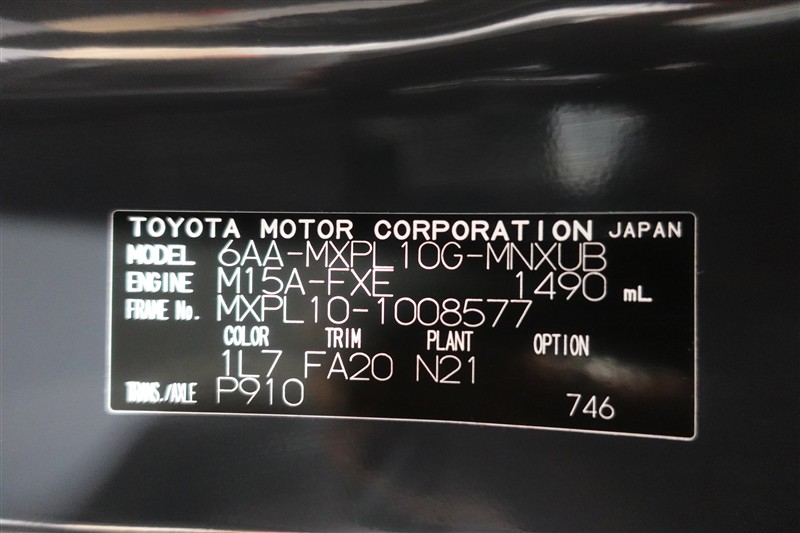 TOYOTA MOTOR CORPORATION JAPAN
MODEL 6AA-MXPL10G-MNXUB
ENGINE M15A-FXE 1490 mL
FRAME No. MXPL10-1008577
COLOR TRIM PLANT OPTION
1L7 FA20 N21
TRANS./AXLE P910 746